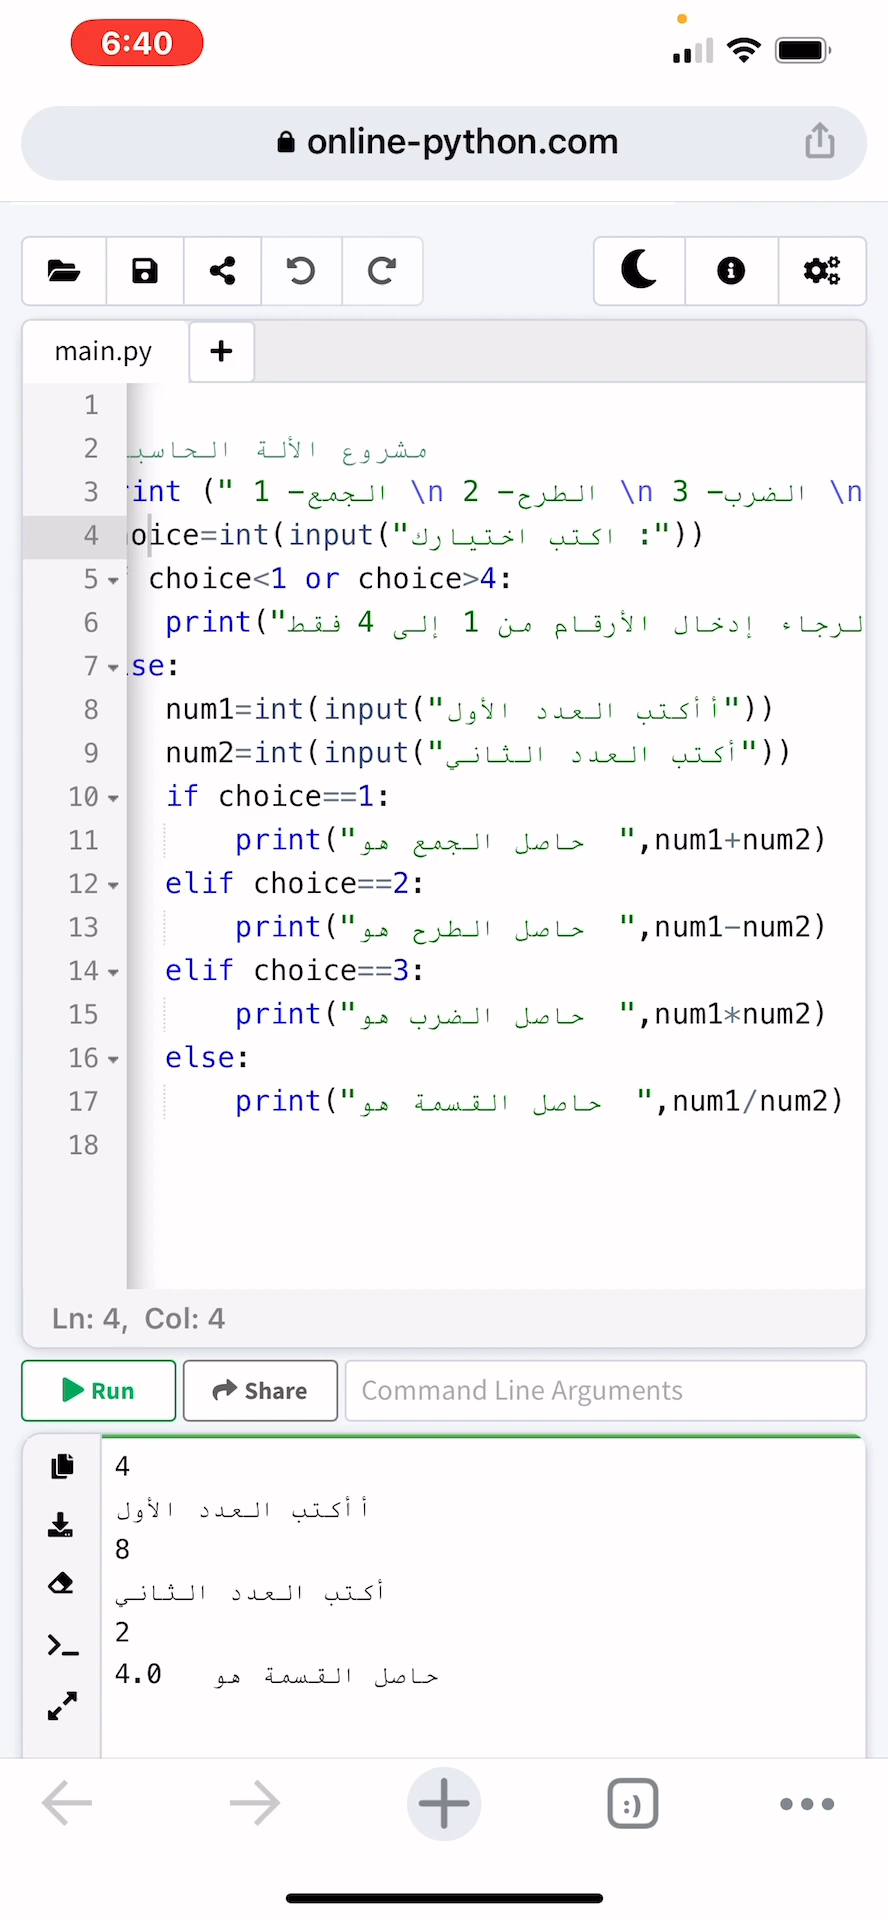 6:40
online-python.com
main.py
+
1
2 مشروع الألة الحاسب
3 int (" 1 -الجمع \n 2 -الطرح \n 3 -الضرب \n
4 oice=int(input("اكتب اختيارك :"))
5 choice<1 or choice>4:
6 print("لرجاء إدخال الأرقام من 1 إلى 4 فقط
7 se:
8 num1=int(input("أأكتب العدد الأول"))
9 num2=int(input("أكتب العدد الثاني"))
10 if choice==1:
11 print("حاصل الجمع هو ",num1+num2)
12 elif choice==2:
13 print("حاصل الطرح هو ",num1-num2)
14 elif choice==3:
15 print("حاصل الضرب هو ",num1*num2)
16 else:
17 print("حاصل القسمة هو ",num1/num2)
18
Ln: 4, Col: 4
Run Share Command Line Arguments
4
أأكتب العدد الأول
8
أكتب العدد الثاني
2
حاصل القسمة هو 4.0
:)